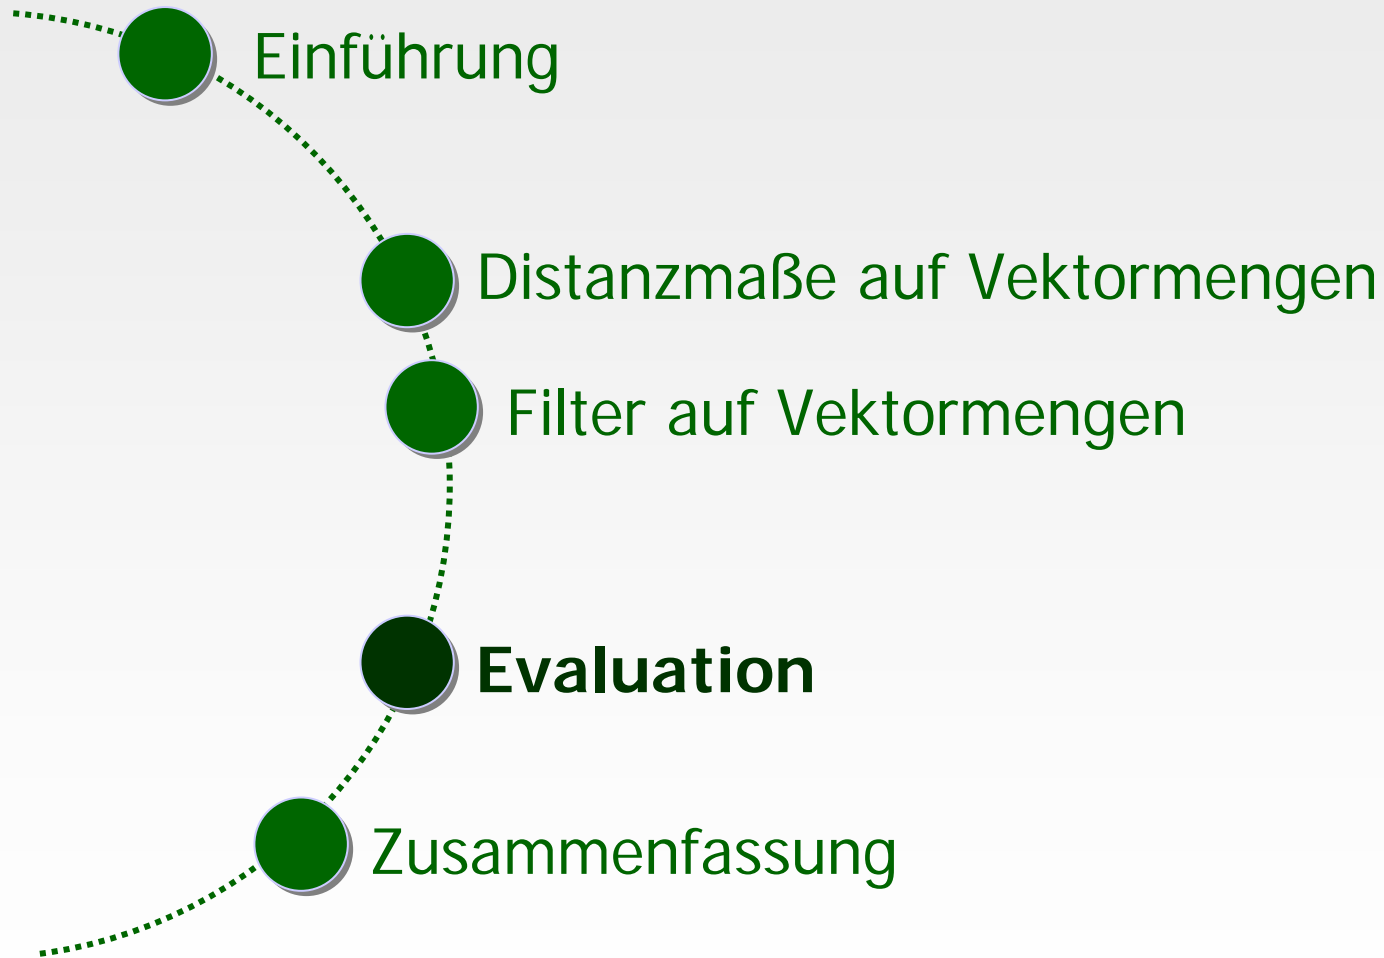 Einführung
Distanzmaße auf Vektormengen
Filter auf Vektormengen
Evaluation
Zusammenfassung